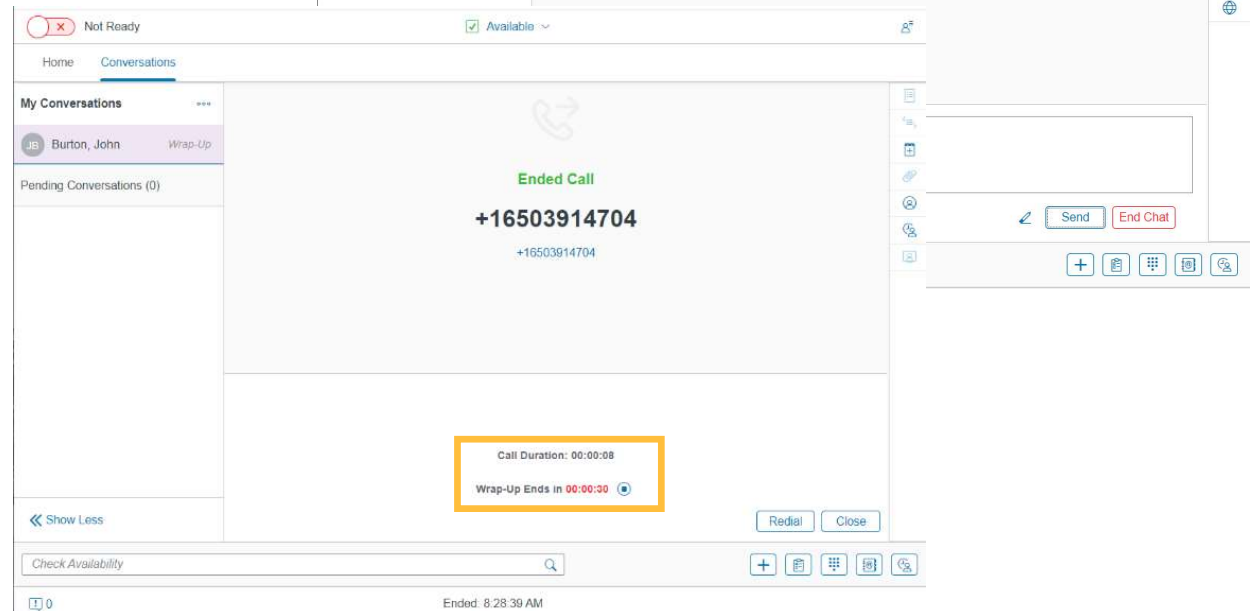 Not Ready
Available
Home Conversations
My Conversations
JB Burton, John Wrap-Up
Pending Conversations (0)
Ended Call
+16503914704
+16503914704
Call Duration: 00:00:08
Wrap-Up Ends in 00:00:30
Show Less
Redial Close
Check Availability
0
Ended: 8:28:39 AM
Send End Chat